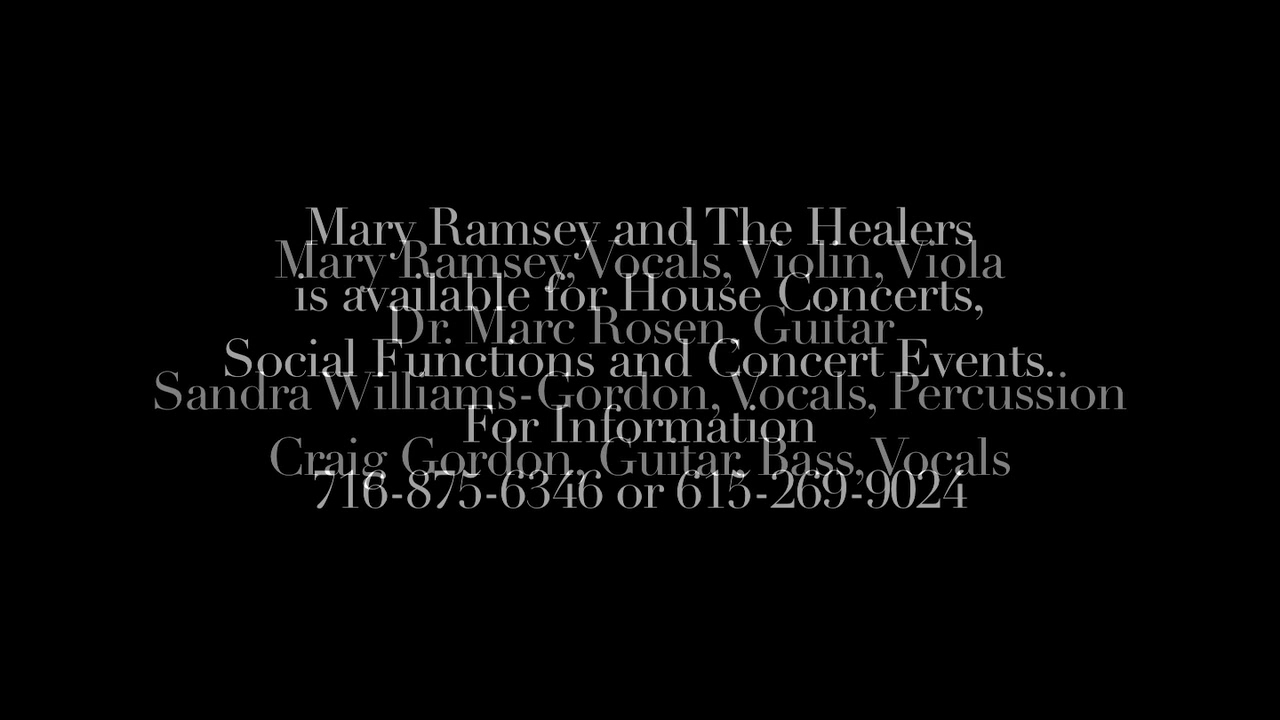 Mary Ramsey and The Healers
Mary Ramsey, Vocals, Violin, Viola
is available for House Concerts,
Dr. Marc Rosen, Guitar
Social Functions and Concert Events..
Sandra Williams-Gordon, Vocals, Percussion
For Information
Craig Gordon, Guitar, Bass, Vocals
716-875-6346 or 615-269-9024